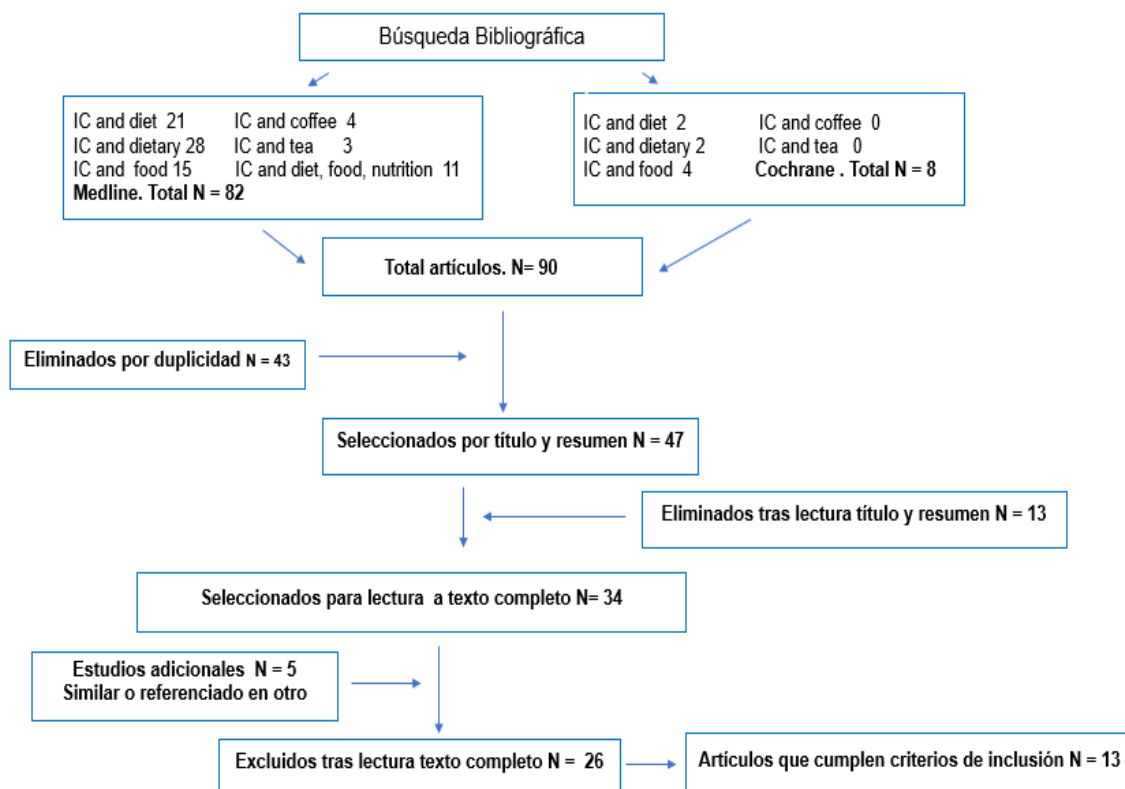 Búsqueda Bibliográfica
IC and diet 21 IC and coffee 4
IC and dietary 28 IC and tea 3
IC and food 15 IC and diet, food, nutrition 11
Medline. Total N = 82
IC and diet 2 IC and coffee 0
IC and dietary 2 IC and tea 0
IC and food 4 Cochrane . Total N = 8
Total artículos. N= 90
Eliminados por duplicidad N = 43
Seleccionados por título y resumen N = 47
Eliminados tras lectura título y resumen N = 13
Seleccionados para lectura a texto completo N= 34
Estudios adicionales N = 5
Similar o referenciado en otro
Excluidos tras lectura texto completo N = 26
Artículos que cumplen criterios de inclusión N = 13